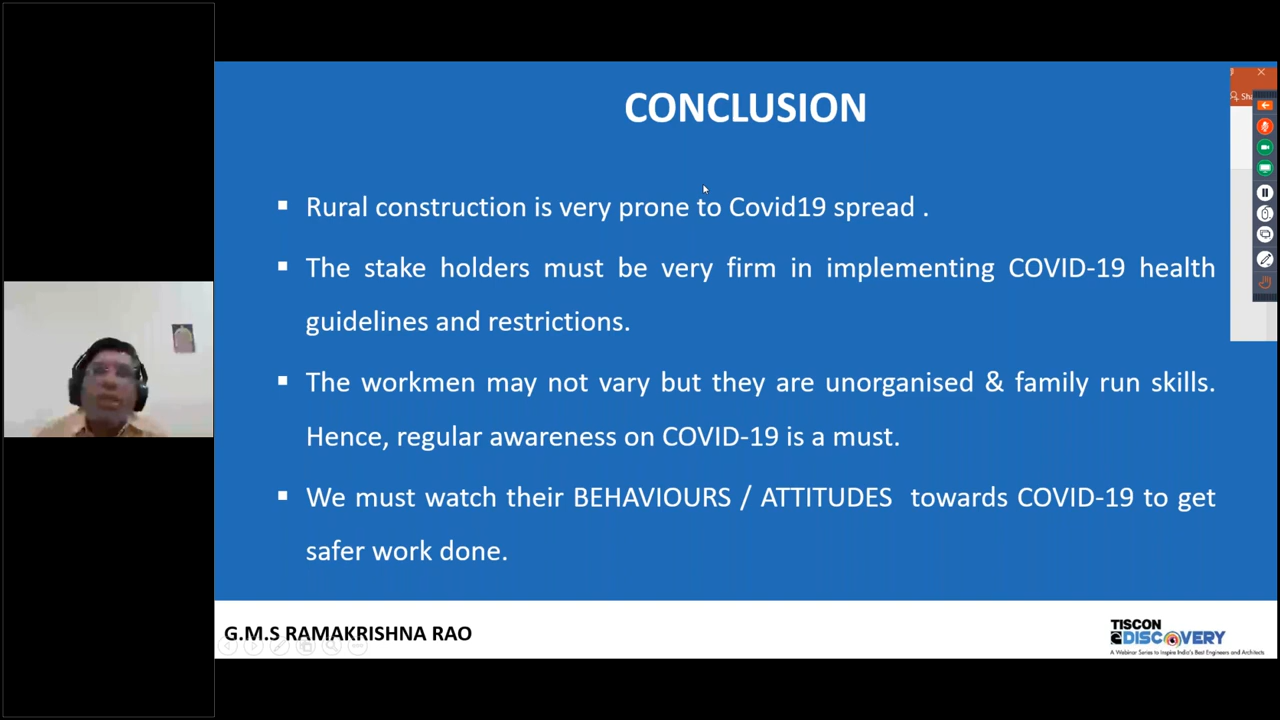 CONCLUSION
▪ Rural construction is very prone to Covid19 spread .
▪ The stake holders must be very firm in implementing COVID-19 health
guidelines and restrictions.
▪ The workmen may not vary but they are unorganised & family run skills.
Hence, regular awareness on COVID-19 is a must.
▪ We must watch their BEHAVIOURS / ATTITUDES towards COVID-19 to get
safer work done.
G.M.S RAMAKRISHNA RAO
TISCON
DISCOVERY
A Webinar Series to Inspire India's Best Engineers and Architects